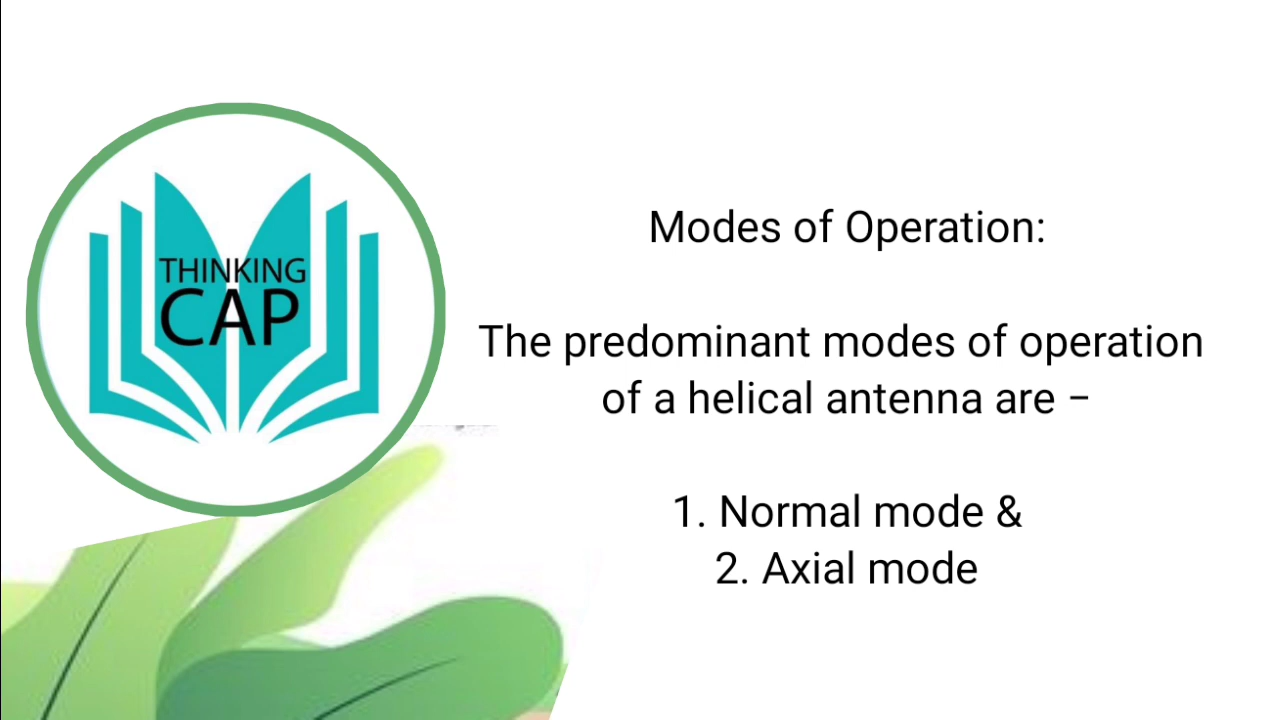 THINKING
CAP
Modes of Operation:
The predominant modes of operation
of a helical antenna are −
1. Normal mode &
2. Axial mode